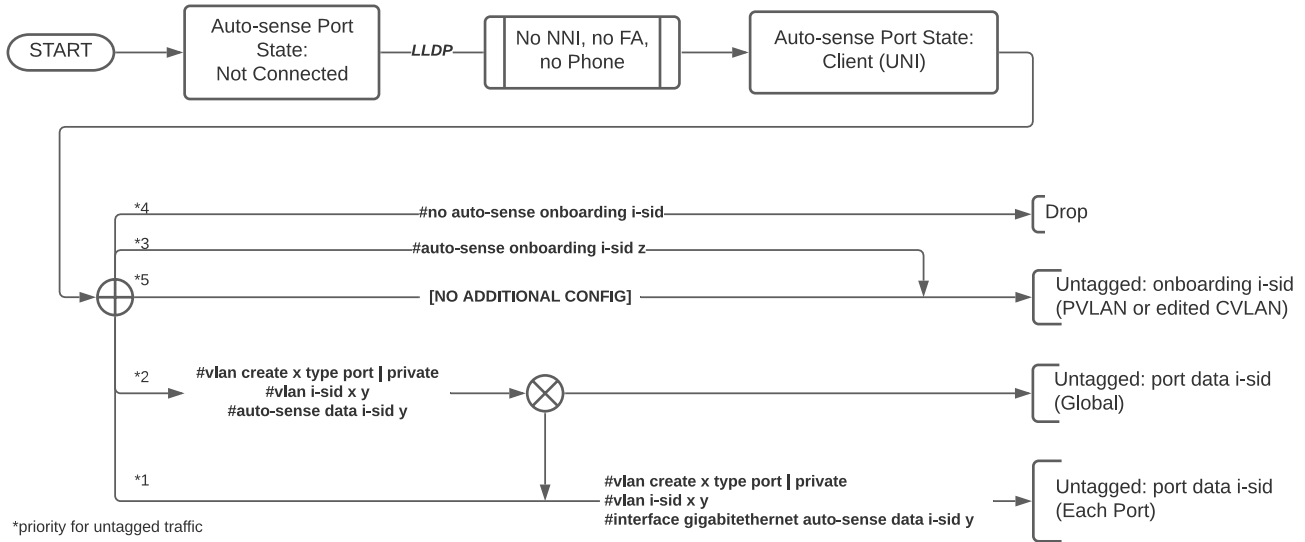 START
Auto-sense Port
State:
Not Connected
LLDP
No NNI, no FA,
no Phone
Auto-sense Port State:
Client (UNI)
*4
#no auto-sense onboarding i-sid
Drop
*3
#auto-sense onboarding i-sid z
*5
[NO ADDITIONAL CONFIG]
Untagged: onboarding i-sid
(PVLAN or edited CVLAN)
*2
#vlan create x type port | private
#vlan i-sid x y
#auto-sense data i-sid y
Untagged: port data i-sid
(Global)
*1
#vlan create x type port | private
#vlan i-sid x y
#interface gigabitethernet auto-sense data i-sid y
Untagged: port data i-sid
(Each Port)
*priority for untagged traffic